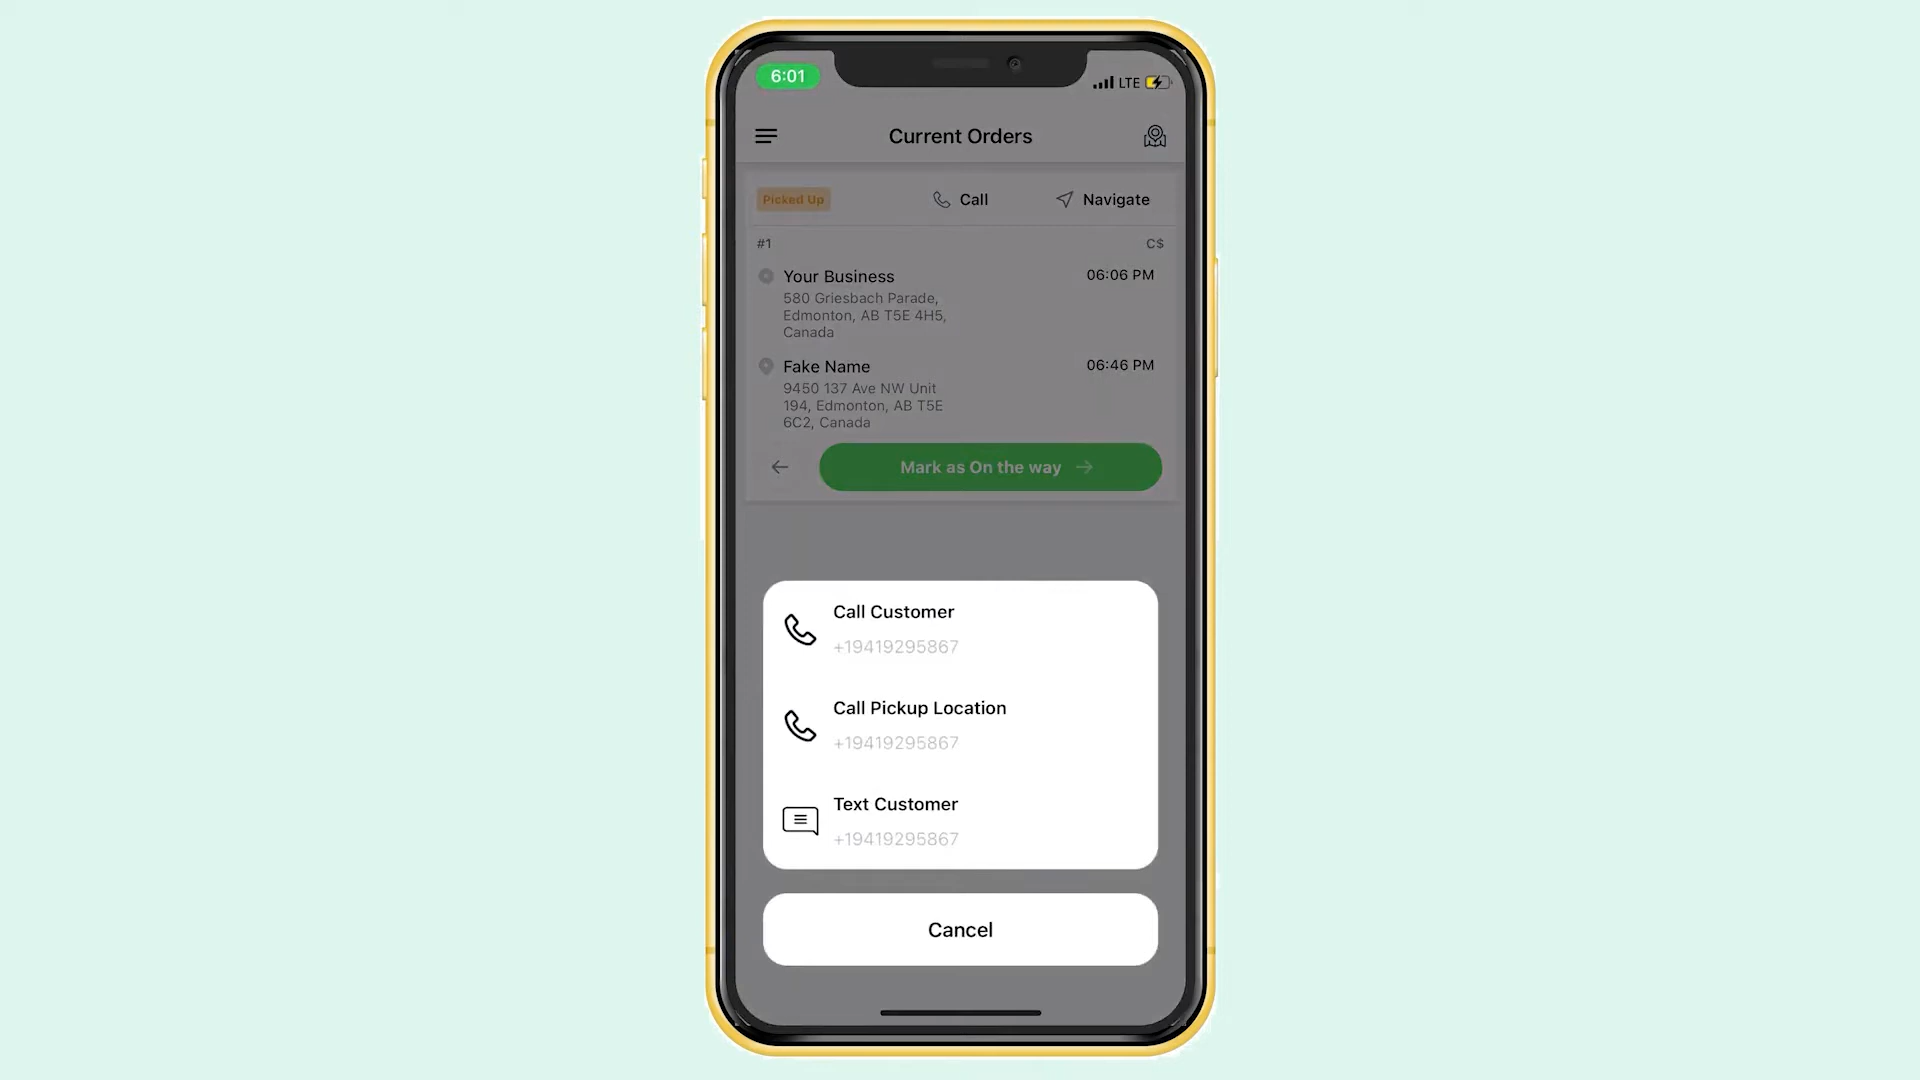 6:01
LTE
Current Orders
Picked Up
Call
Navigate
#1
C$
Your Business
06:06 PM
580 Griesbach Parade,
Edmonton, AB T5E 4H5,
Canada
Fake Name
06:46 PM
9450 137 Ave NW Unit
194, Edmonton, AB T5E
6C2, Canada
Mark as On the way
Call Customer
+19419295867
Call Pickup Location
+19419295867
Text Customer
+19419295867
Cancel